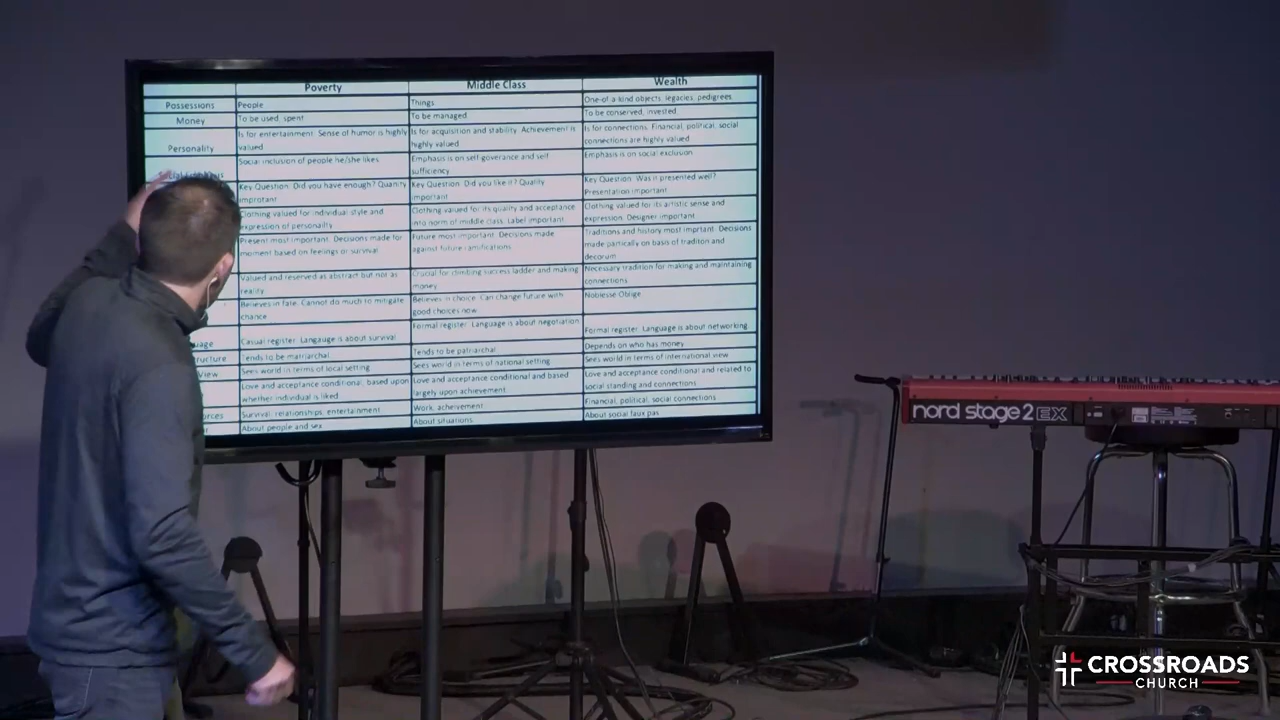 Poverty Middle Class Wealth
Possessions People Things One-of a kind objects, legacies, pedigrees
Money To be used, spent To be managed To be conserved, invested
Personality Is for entertainment. Sense of humor is highly Is for acquisition and stability. Achievement is Is for connections. Financial, political, social
valued highly valued connections are highly valued
Social inclusion of people he/she likes Emphasis is on self-goverance and self Emphasis is on social exclusion
sufficiency
Key Question: Did you have enough? Quanity Key Question: Did you like it? Quality Key Question: Was it presented well?
improtant important Presentation important
Clothing valued for individual style and Clothing valued for its quality and acceptance Clothing valued for its artistic sense and
expression of personailty into norm of middle class. Label important expression. Designer important
Present most important. Decisions made for Future most important. Decisions made Traditions and history most imprtant. Decisions
moment based on feelings or survival against future ramifications made partically on basis of tradition and
decorum
Valued and reserved as abstract but not as Crucial for climbing success ladder and making Necessary tradition for making and maintaining
reality money connections
Believes in fate. Cannot do much to mitigate Believes in choice. Can change future with Noblesse Oblige
chance good choices now
uage Casual register. Langauge is about survival Formal register. Language is about negotiation Formal register. Language is about networking
ructure Tends to be matriarchal Tends to be patriarchal Depends on who has money
View Sees world in terms of local setting Sees world in terms of national setting Sees world in terms of international view
Love and acceptance conditional, based upon Love and acceptance conditional and based Love and acceptance conditional and related to
whether individual is liked largely upon achievement social standing and connections
orces Survival, relationships, entertainment Work, acheivement Financial, political, social connections
About people and sex About situations About social faux pas
nord stage 2 EX
CROSSROADS
CHURCH